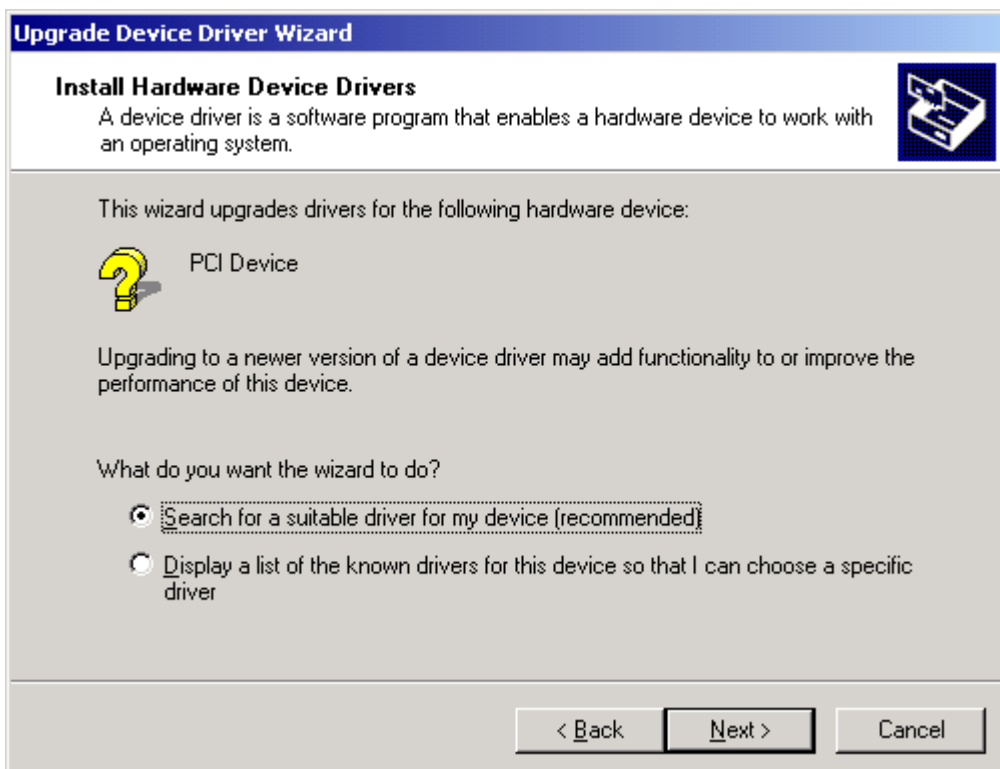 Upgrade Device Driver Wizard
Install Hardware Device Drivers
A device driver is a software program that enables a hardware device to work with
an operating system.
This wizard upgrades drivers for the following hardware device:
PCI Device
Upgrading to a newer version of a device driver may add functionality to or improve the
performance of this device.
What do you want the wizard to do?
Search for a suitable driver for my device (recommended)
Display a list of the known drivers for this device so that I can choose a specific
driver
< Back Next > Cancel